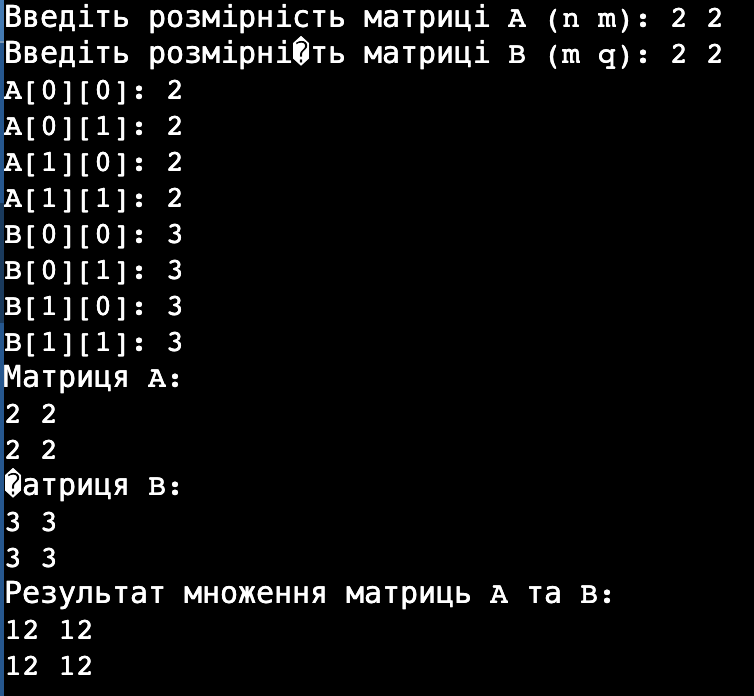 Введіть розмірність матриці A (n m): 2 2
Введіть розмірні�ть матриці B (m q): 2 2
A[0][0]: 2
A[0][1]: 2
A[1][0]: 2
A[1][1]: 2
B[0][0]: 3
B[0][1]: 3
B[1][0]: 3
B[1][1]: 3
Матриця A:
2 2
2 2
�атриця B:
3 3
3 3
Результат множення матриць A та B:
12 12
12 12